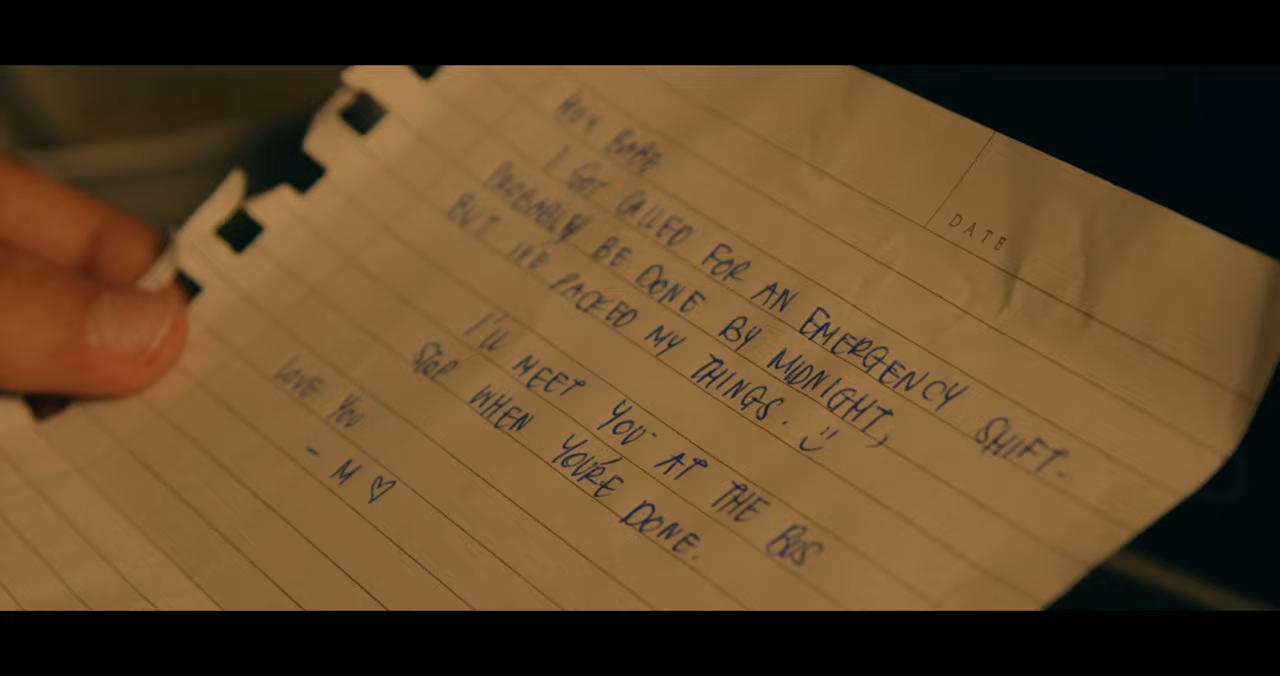 DATE
HEY BABE
I GOT CALLED FOR AN EMERGENCY SHIFT.
PROBABLY BE DONE BY MIDNIGHT,
BUT I'VE PACKED MY THINGS. :)
I'LL MEET YOU AT THE BUS
STOP WHEN YOU'RE DONE.
LOVE YOU
- M ♡